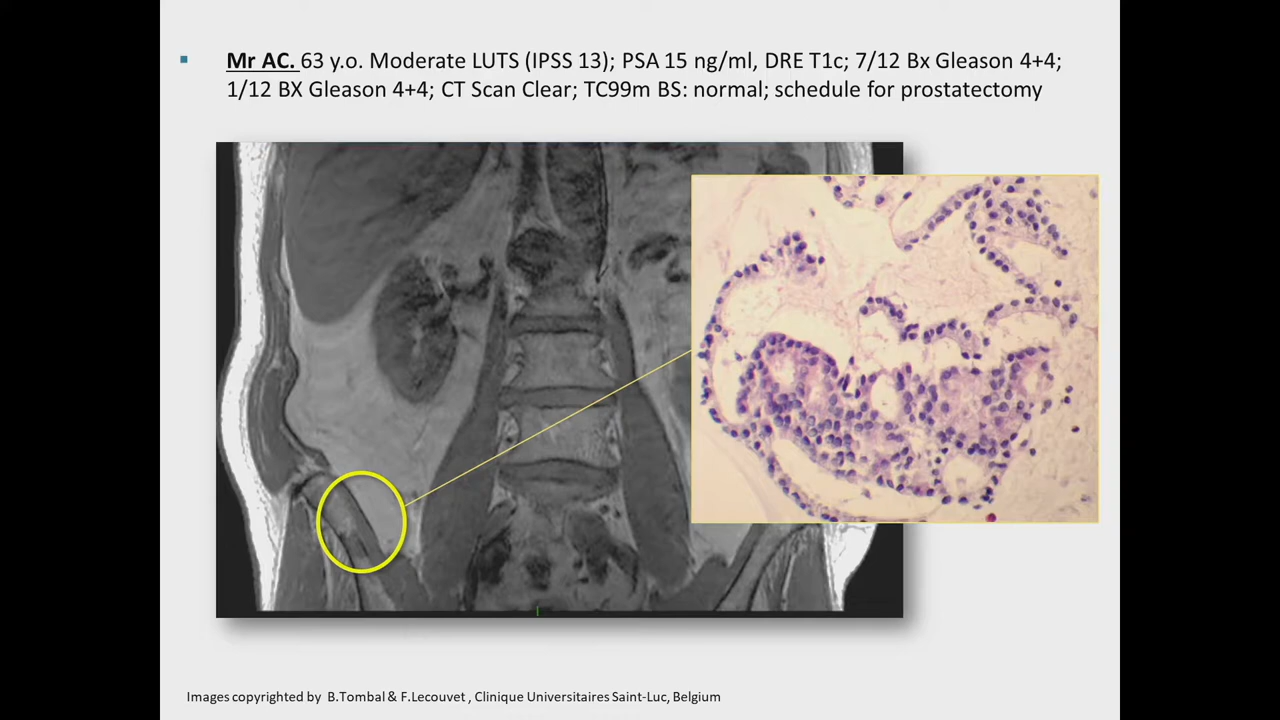 Mr AC. 63 y.o. Moderate LUTS (IPSS 13); PSA 15 ng/ml, DRE T1c; 7/12 Bx Gleason 4+4;
1/12 BX Gleason 4+4; CT Scan Clear; TC99m BS: normal; schedule for prostatectomy
Images copyrighted by B.Tombal & F.Lecouvet , Clinique Universitaires Saint-Luc, Belgium